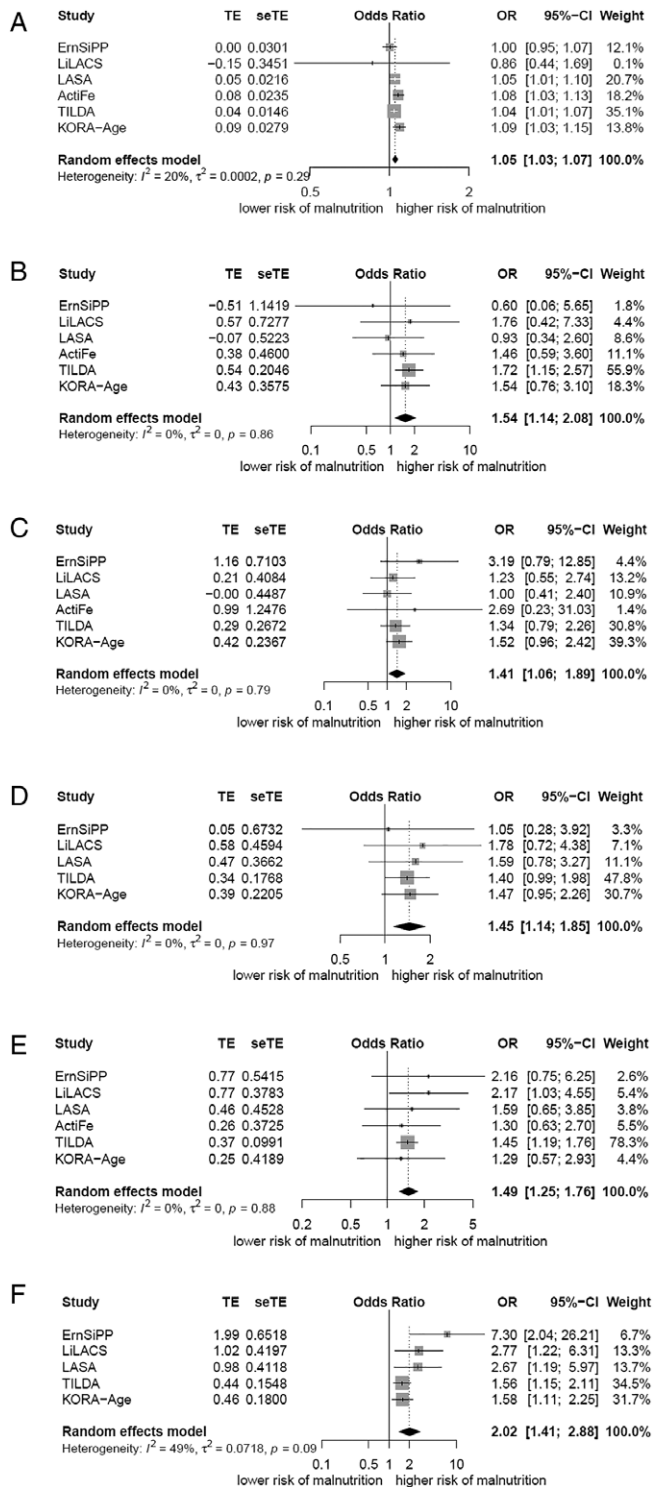 A
Study TE seTE Odds Ratio OR 95%−CI Weight
ErnSiPP 0.00 0.0301 1.00 [0.95; 1.07] 12.1%
LiLACS −0.15 0.3451 0.86 [0.44; 1.69] 0.1%
LASA 0.05 0.0216 1.05 [1.01; 1.10] 20.7%
ActiFe 0.08 0.0235 1.08 [1.03; 1.13] 18.2%
TILDA 0.04 0.0146 1.04 [1.01; 1.07] 35.1%
KORA−Age 0.09 0.0279 1.09 [1.03; 1.15] 13.8%
Random effects model 1.05 [1.03; 1.07] 100.0%
Heterogeneity: I² = 20%, τ² = 0.0002, p = 0.29
0.5 1 2
lower risk of malnutrition higher risk of malnutrition
B
Study TE seTE Odds Ratio OR 95%−CI Weight
ErnSiPP −0.51 1.1419 0.60 [0.06; 5.65] 1.8%
LiLACS 0.57 0.7277 1.76 [0.42; 7.33] 4.4%
LASA −0.07 0.5223 0.93 [0.34; 2.60] 8.6%
ActiFe 0.38 0.4600 1.46 [0.59; 3.60] 11.1%
TILDA 0.54 0.2046 1.72 [1.15; 2.57] 55.9%
KORA−Age 0.43 0.3575 1.54 [0.76; 3.10] 18.3%
Random effects model 1.54 [1.14; 2.08] 100.0%
Heterogeneity: I² = 0%, τ² = 0, p = 0.86
0.1 0.5 1 2 10
lower risk of malnutrition higher risk of malnutrition
C
Study TE seTE Odds Ratio OR 95%−CI Weight
ErnSiPP 1.16 0.7103 3.19 [0.79; 12.85] 4.4%
LiLACS 0.21 0.4084 1.23 [0.55; 2.74] 13.2%
LASA −0.00 0.4487 1.00 [0.41; 2.40] 10.9%
ActiFe 0.99 1.2476 2.69 [0.23; 31.03] 1.4%
TILDA 0.29 0.2672 1.34 [0.79; 2.26] 30.8%
KORA−Age 0.42 0.2367 1.52 [0.96; 2.42] 39.3%
Random effects model 1.41 [1.06; 1.89] 100.0%
Heterogeneity: I² = 0%, τ² = 0, p = 0.79
0.1 0.5 1 2 10
lower risk of malnutrition higher risk of malnutrition
D
Study TE seTE Odds Ratio OR 95%−CI Weight
ErnSiPP 0.05 0.6732 1.05 [0.28; 3.92] 3.3%
LiLACS 0.58 0.4594 1.78 [0.72; 4.38] 7.1%
LASA 0.47 0.3662 1.59 [0.78; 3.27] 11.1%
TILDA 0.34 0.1768 1.40 [0.99; 1.98] 47.8%
KORA−Age 0.39 0.2205 1.47 [0.95; 2.26] 30.7%
Random effects model 1.45 [1.14; 1.85] 100.0%
Heterogeneity: I² = 0%, τ² = 0, p = 0.97
0.5 1 2
lower risk of malnutrition higher risk of malnutrition
E
Study TE seTE Odds Ratio OR 95%−CI Weight
ErnSiPP 0.77 0.5415 2.16 [0.75; 6.25] 2.6%
LiLACS 0.77 0.3783 2.17 [1.03; 4.55] 5.4%
LASA 0.46 0.4528 1.59 [0.65; 3.85] 3.8%
ActiFe 0.26 0.3725 1.30 [0.63; 2.70] 5.5%
TILDA 0.37 0.0991 1.45 [1.19; 1.76] 78.3%
KORA−Age 0.25 0.4189 1.29 [0.57; 2.93] 4.4%
Random effects model 1.49 [1.25; 1.76] 100.0%
Heterogeneity: I² = 0%, τ² = 0, p = 0.88
0.2 0.5 1 2 5
lower risk of malnutrition higher risk of malnutrition
F
Study TE seTE Odds Ratio OR 95%−CI Weight
ErnSiPP 1.99 0.6518 7.30 [2.04; 26.21] 6.7%
LiLACS 1.02 0.4197 2.77 [1.22; 6.31] 13.3%
LASA 0.98 0.4118 2.67 [1.19; 5.97] 13.7%
TILDA 0.44 0.1548 1.56 [1.15; 2.11] 34.5%
KORA−Age 0.46 0.1800 1.58 [1.11; 2.25] 31.7%
Random effects model 2.02 [1.41; 2.88] 100.0%
Heterogeneity: I² = 49%, τ² = 0.0718, p = 0.09
0.1 0.5 1 2 10
lower risk of malnutrition higher risk of malnutrition